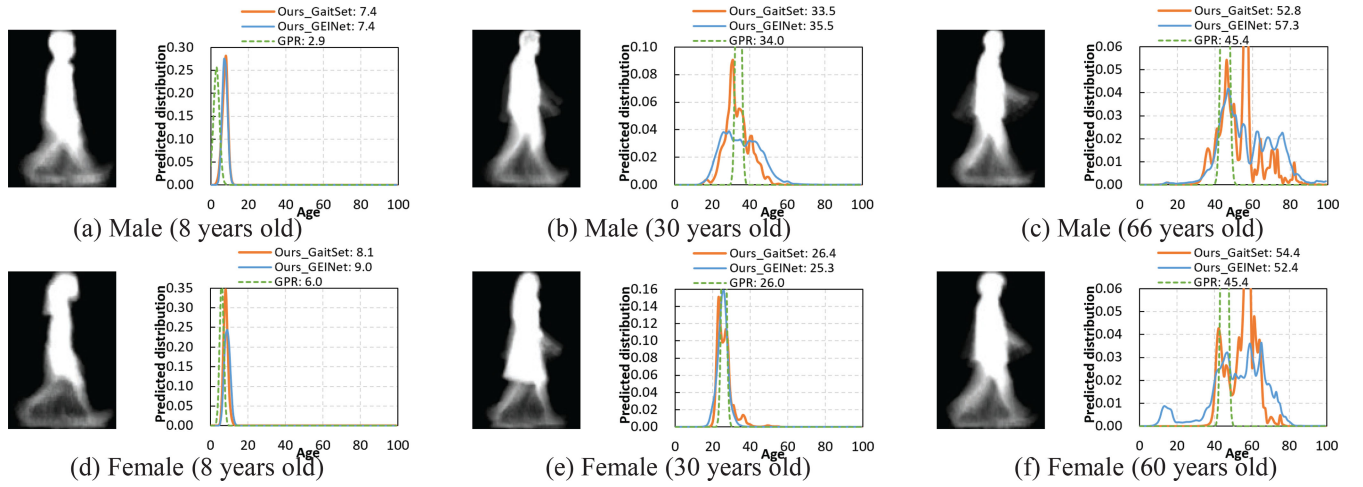 Ours_GaitSet: 7.4
Ours_GEINet: 7.4
GPR: 2.9
Predicted distribution
0.30
0.25
0.20
0.15
0.10
0.05
0.00
0 20 40 60 80 100
Age
(a) Male (8 years old)
Ours_GaitSet: 33.5
Ours_GEINet: 35.5
GPR: 34.0
Predicted distribution
0.10
0.08
0.06
0.04
0.02
0.00
0 20 40 60 80 100
Age
(b) Male (30 years old)
Ours_GaitSet: 52.8
Ours_GEINet: 57.3
GPR: 45.4
Predicted distribution
0.06
0.05
0.04
0.03
0.02
0.01
0.00
0 20 40 60 80 100
Age
(c) Male (66 years old)
Ours_GaitSet: 8.1
Ours_GEINet: 9.0
GPR: 6.0
Predicted distribution
0.35
0.30
0.25
0.20
0.15
0.10
0.05
0.00
0 20 40 60 80 100
Age
(d) Female (8 years old)
Ours_GaitSet: 26.4
Ours_GEINet: 25.3
GPR: 26.0
Predicted distribution
0.16
0.14
0.12
0.10
0.08
0.06
0.04
0.02
0.00
0 20 40 60 80 100
Age
(e) Female (30 years old)
Ours_GaitSet: 54.4
Ours_GEINet: 52.4
GPR: 45.4
Predicted distribution
0.06
0.05
0.04
0.03
0.02
0.01
0.00
0 20 40 60 80 100
Age
(f) Female (60 years old)